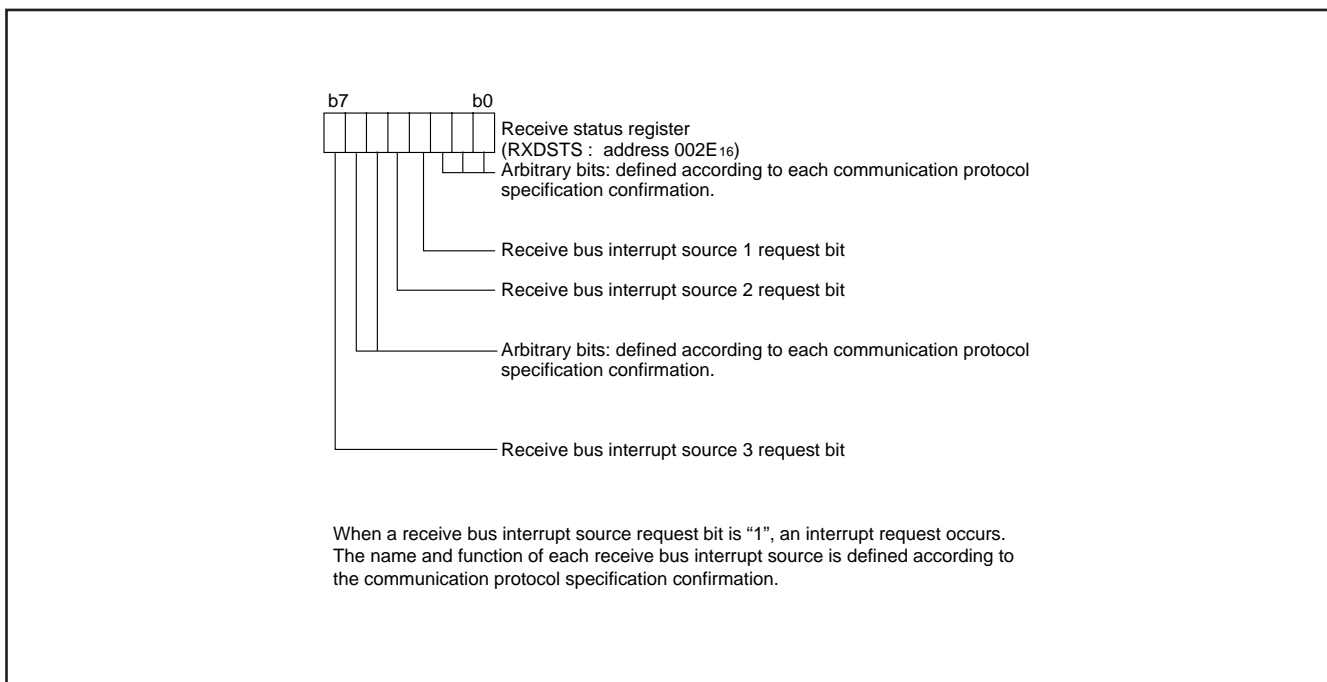 b7 b0
Receive status register
(RXDSTS : address 002E16)
Arbitrary bits: defined according to each communication protocol
specification confirmation.
Receive bus interrupt source 1 request bit
Receive bus interrupt source 2 request bit
Arbitrary bits: defined according to each communication protocol
specification confirmation.
Receive bus interrupt source 3 request bit
When a receive bus interrupt source request bit is “1”, an interrupt request occurs.
The name and function of each receive bus interrupt source is defined according to
the communication protocol specification confirmation.